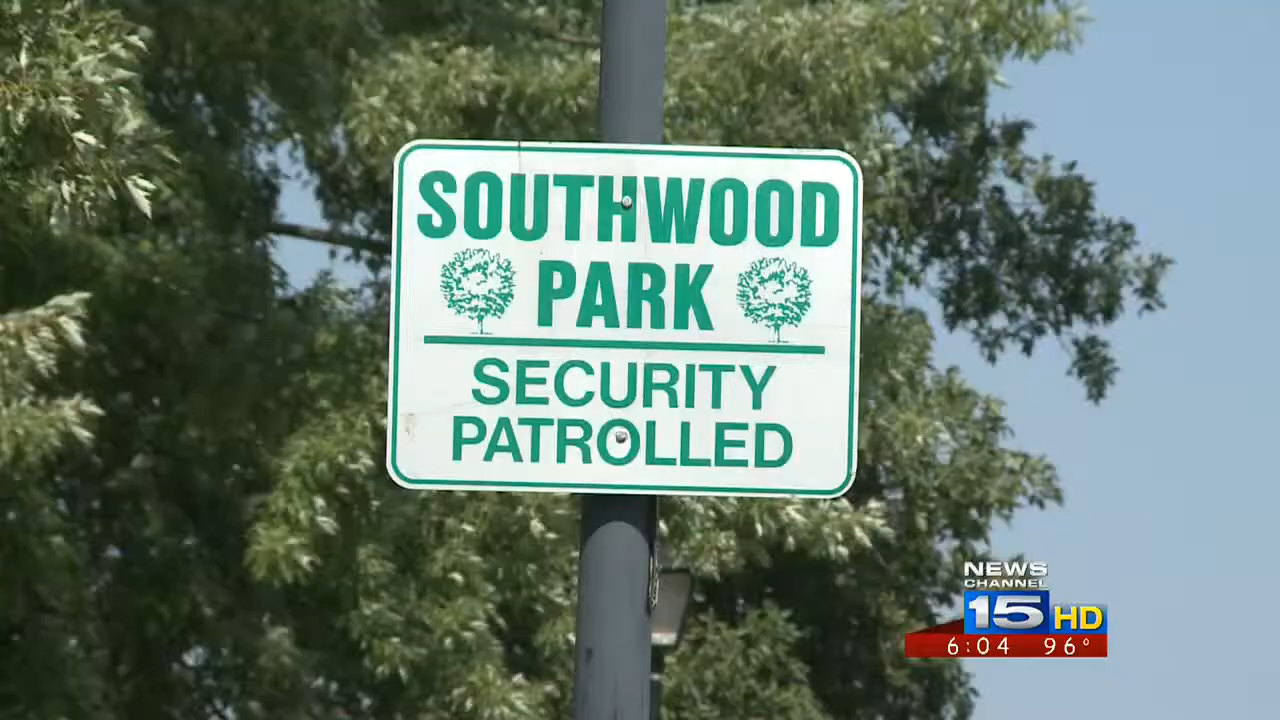 SOUTHWOOD
PARK
SECURITY
PATROLLED
NEWS
CHANNEL
15 HD
6:04 96°